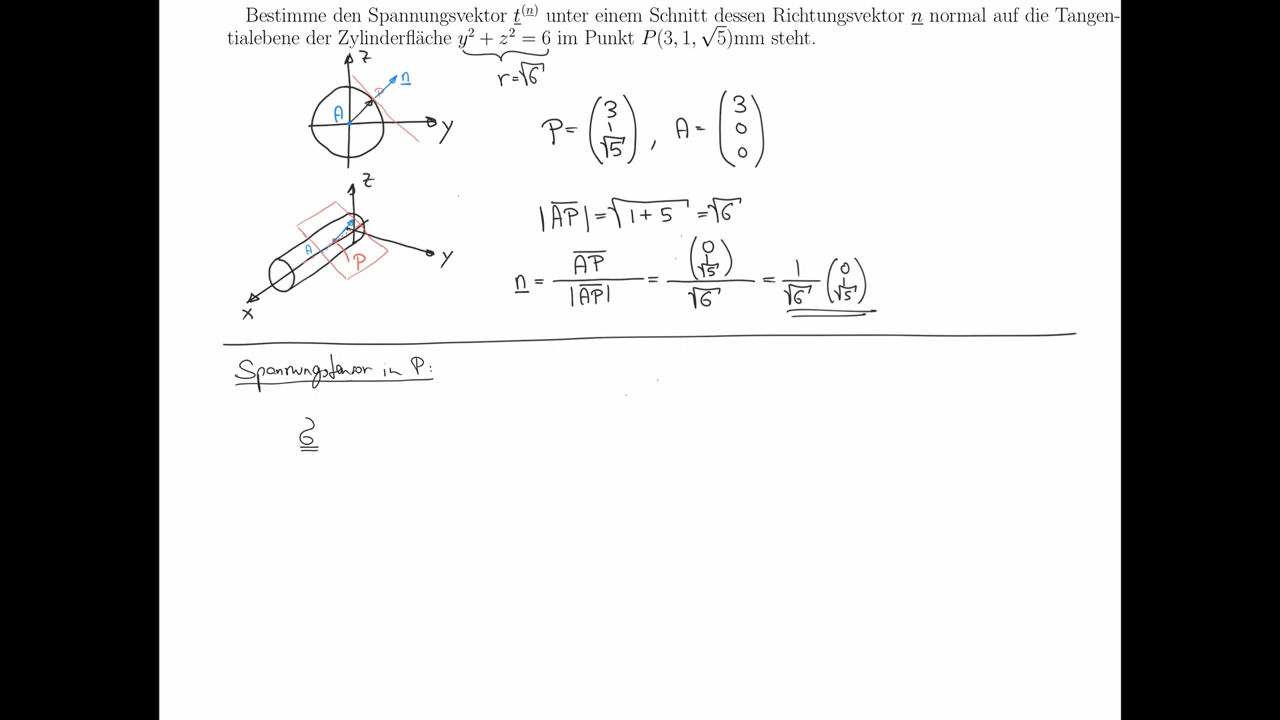 Bestimme den Spannungsvektor t⁽ⁿ⁾ unter einem Schnitt dessen Richtungsvektor n normal auf die Tangen-
tialebene der Zylinderfläche y² + z² = 6 im Punkt P(3, 1, √5)mm steht.
r=√6
z
n
P
A
y
P = (3 1 √5) , A = (3 0 0)
z
A
P
y
x
|AP| = √1+5 = √6
n = AP / |AP| = (0 1 √5) / √6 = 1/√6 (0 1 √5)
Spannungstensor in P:
σ